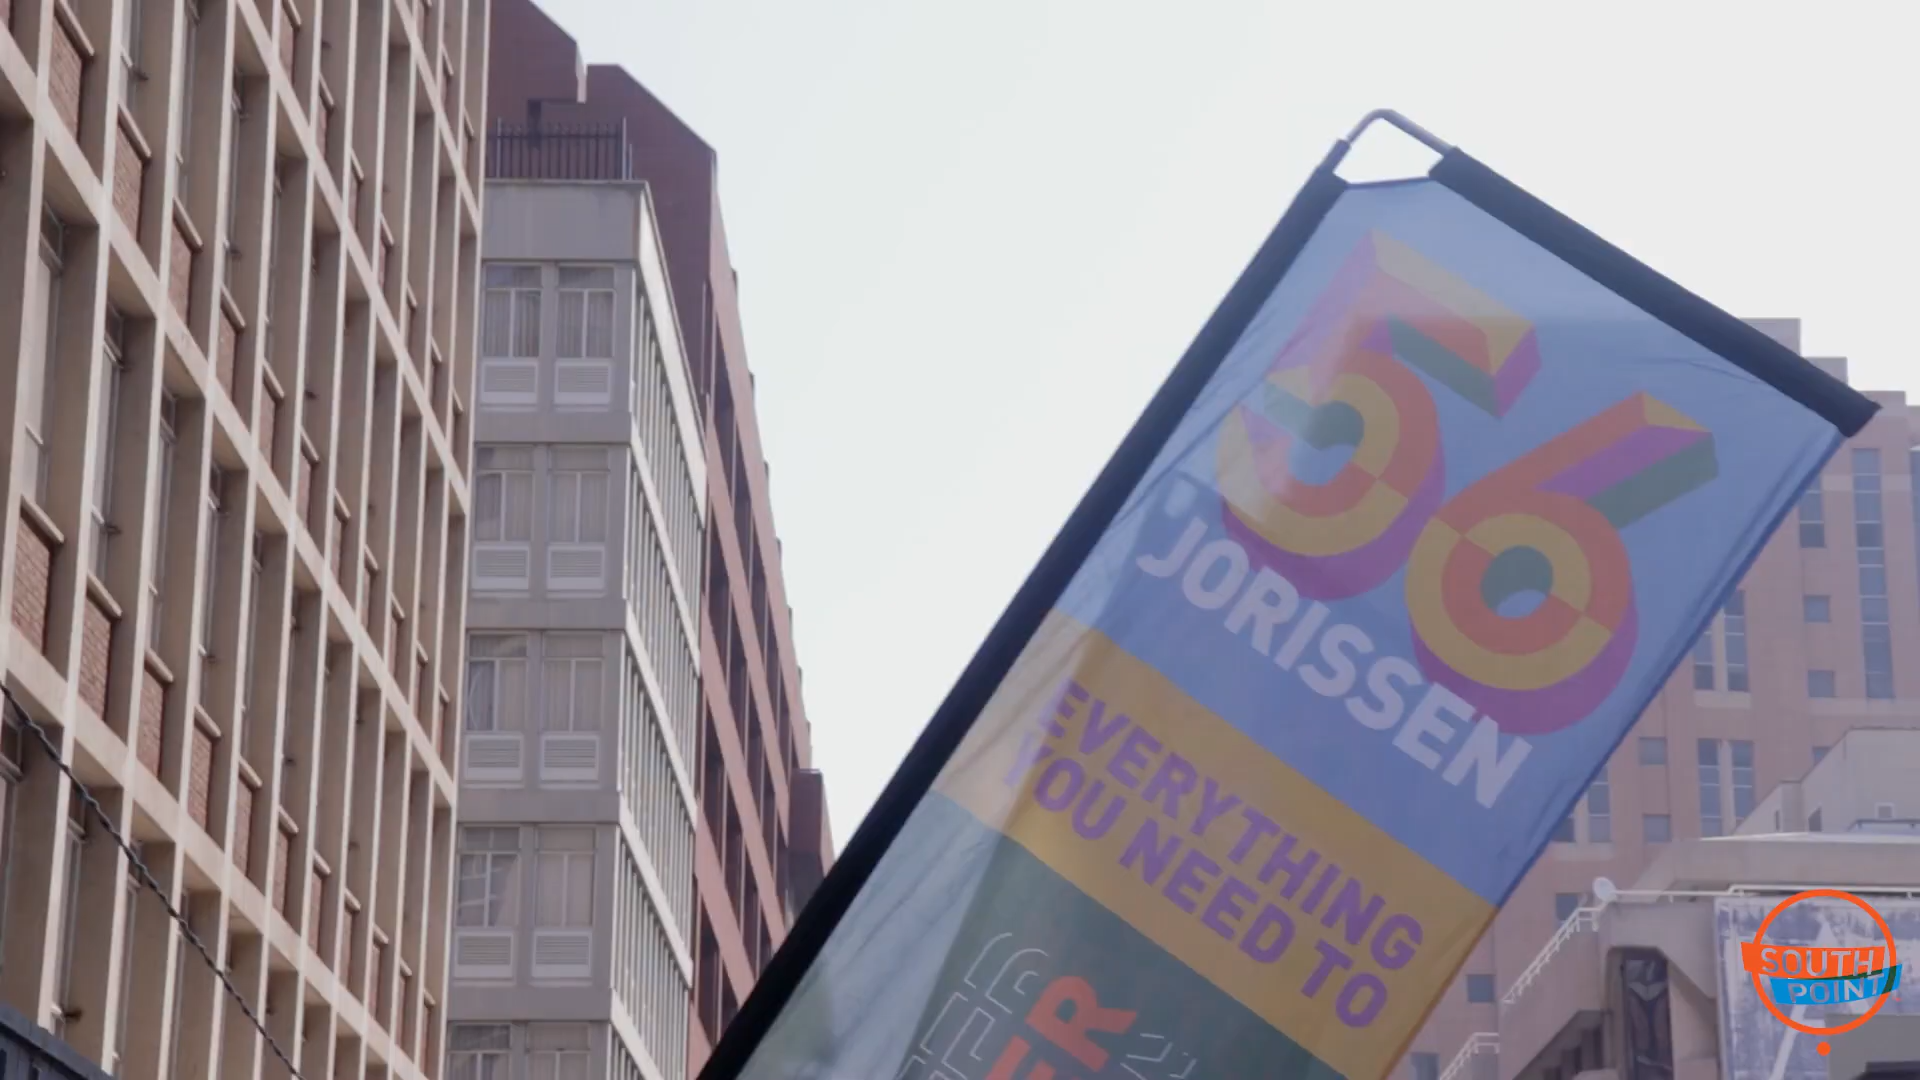 56
JORISSEN
EVERYTHING
YOU NEED TO
SOUTH
POINT